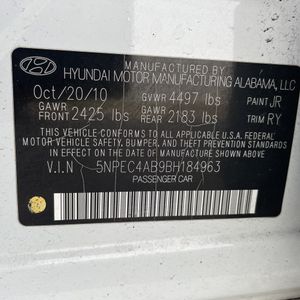 MANUFACTURED BY
HYUNDAI MOTOR MANUFACTURING ALABAMA, LLC
Oct/20/10 GVWR 4497 lbs PAINT JR
GAWR FRONT 2425 lbs GAWR REAR 2183 lbs TRIM RY
THIS VEHICLE CONFORMS TO ALL APPLICABLE U.S.A. FEDERAL
MOTOR VEHICLE SAFETY, BUMPER, AND THEFT PREVENTION STANDARDS
IN EFFECT ON THE DATE OF MANUFACTURE SHOWN ABOVE.
V.I.N 5NPEC4AB9BH184963
PASSENGER CAR